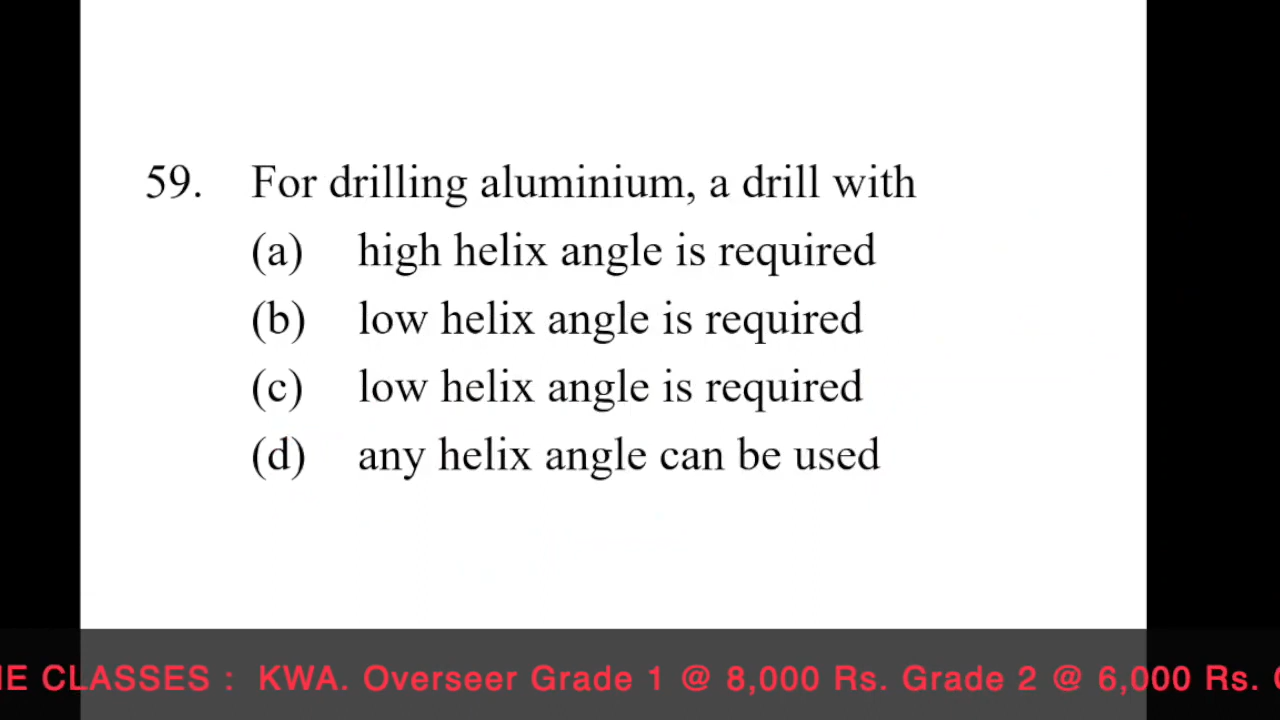 59. For drilling aluminium, a drill with
(a) high helix angle is required
(b) low helix angle is required
(c) low helix angle is required
(d) any helix angle can be used
CLASSES : KWA. Overseer Grade 1 @ 8,000 Rs. Grade 2 @ 6,000 Rs.